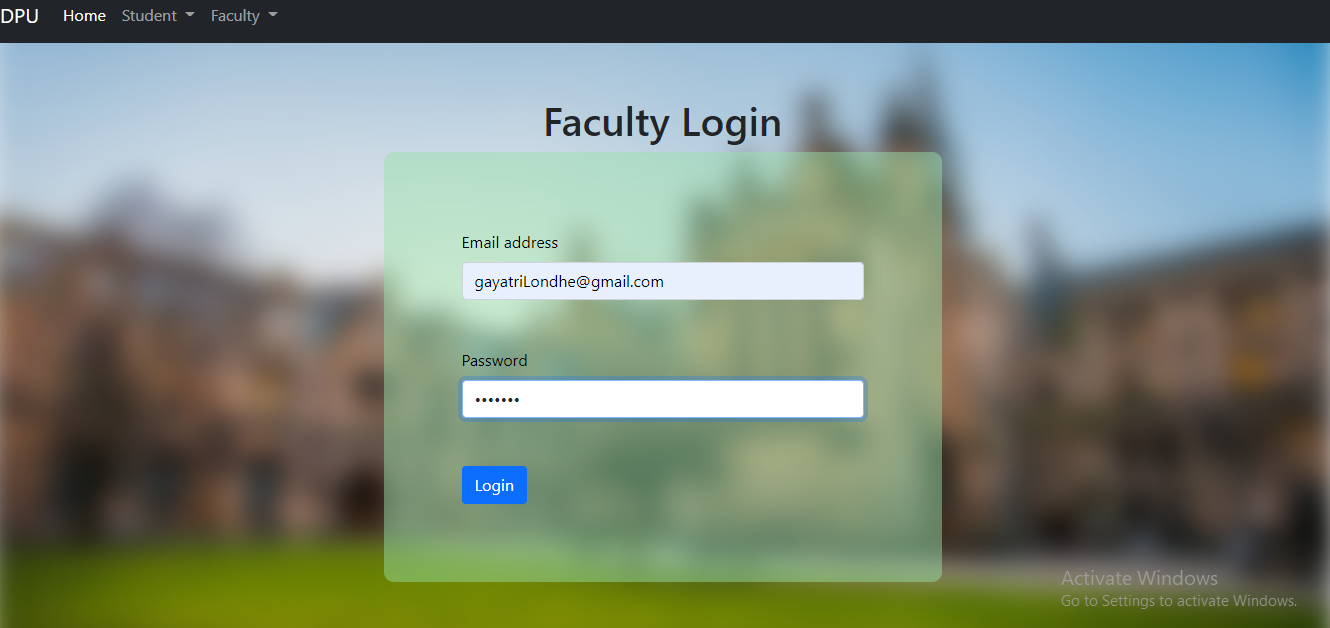 DPU Home Student Faculty
Faculty Login
Email address
gayatriLondhe@gmail.com
Password
•••••••
Login
Activate Windows
Go to Settings to activate Windows.